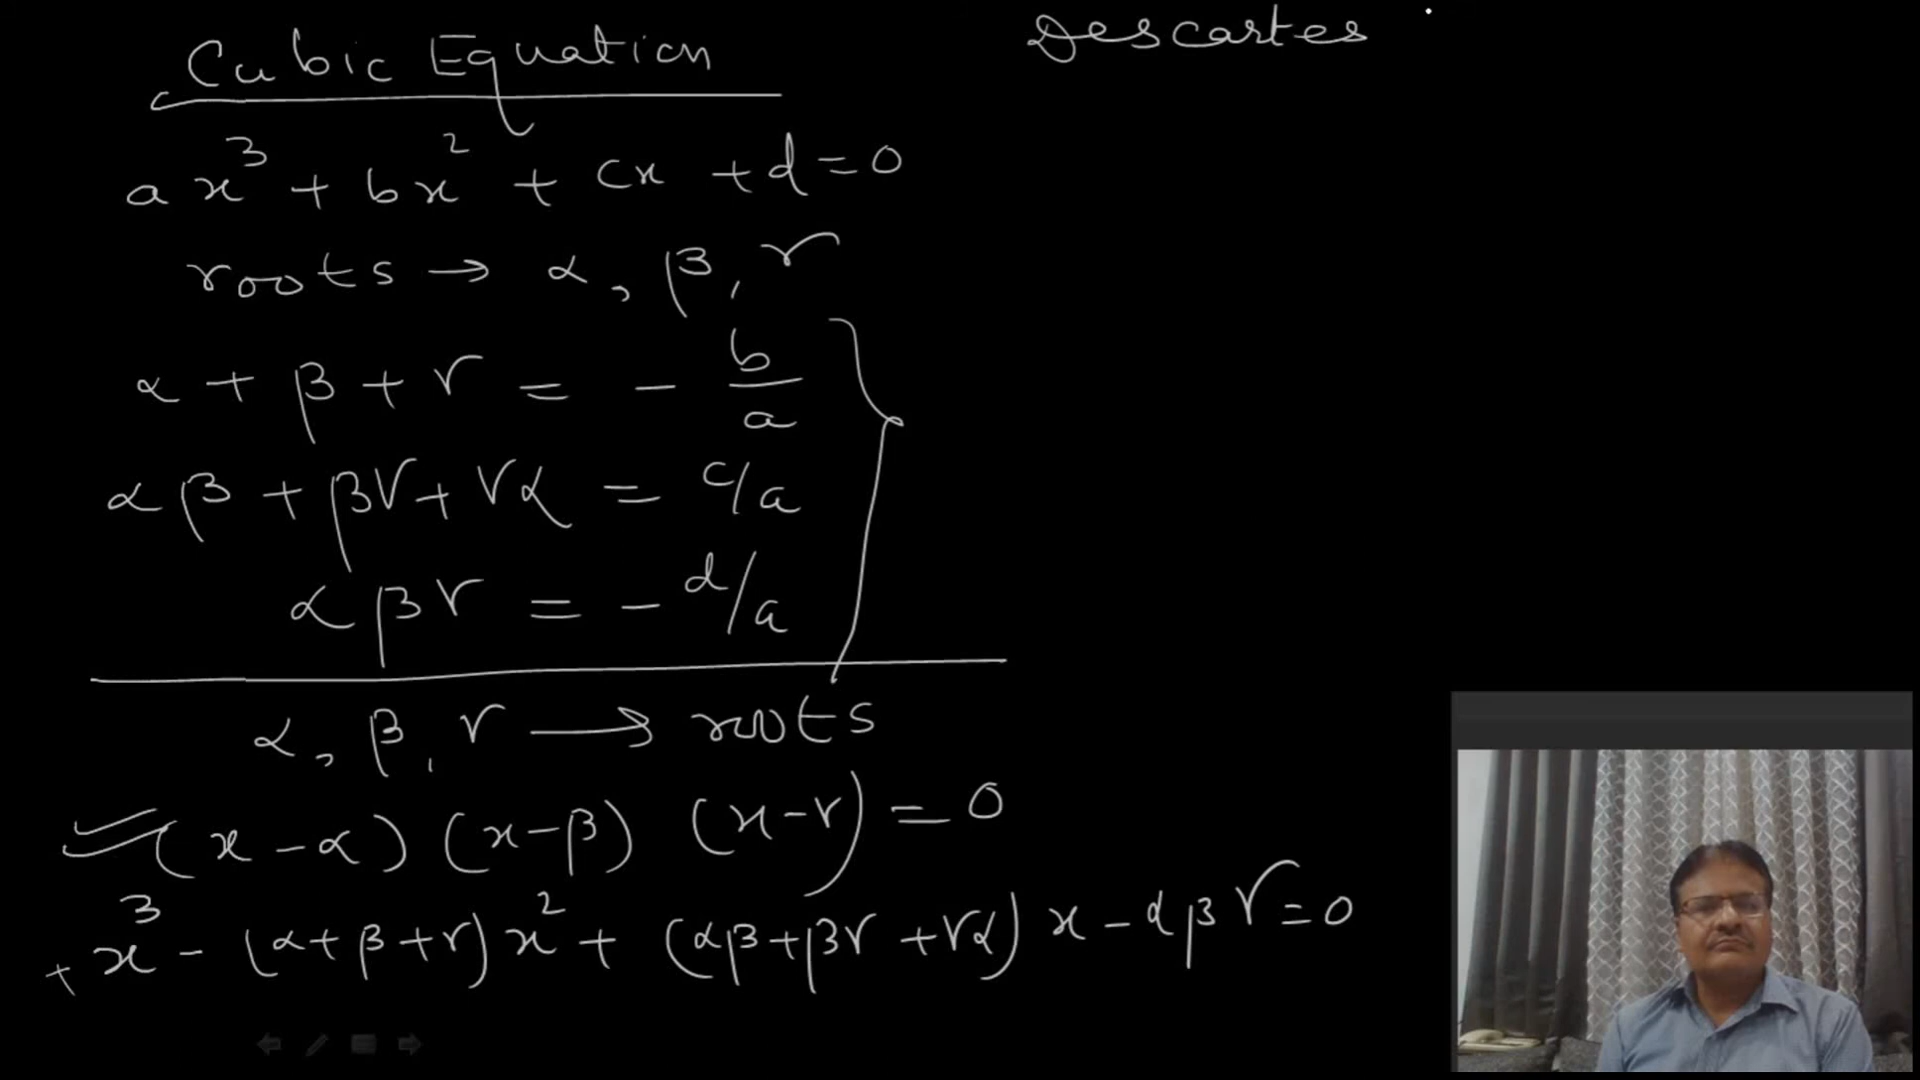 Cubic Equation
ax³ + bx² + cx + d = 0
roots → α, β, γ
α + β + γ = - b/a
αβ + βγ + γα = c/a
αβγ = - d/a
α, β, γ → roots
(x - α) (x - β) (x - γ) = 0
+ x³ - (α + β + γ) x² + (αβ + βγ + γα) x - αβγ = 0
Descartes